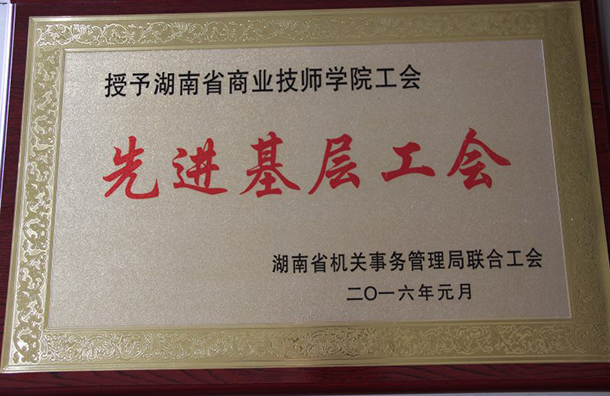 授予湖南省商业技师学院工会
先进基层工会
湖南省机关事务管理局联合工会
二〇一六年元月